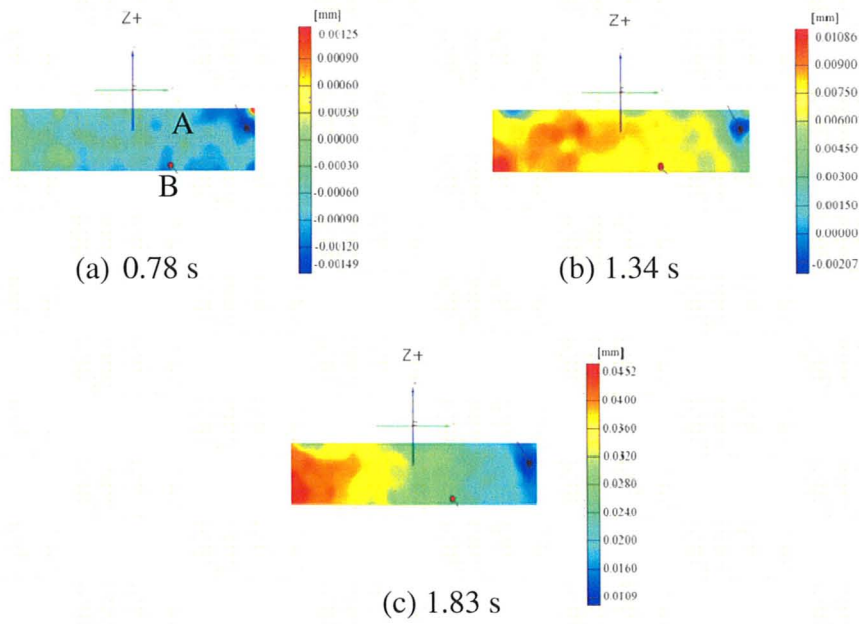 [mm]
Z+
0.00125
0.00090
0.00060
0.00030
0.00000
-0.00030
-0.00060
-0.00090
-0.00120
-0.00149
A
B
(a) 0.78 s
[mm]
Z+
0.01086
0.00900
0.00750
0.00600
0.00450
0.00300
0.00150
0.00000
-0.00207
(b) 1.34 s
[mm]
Z+
0.0452
0.0400
0.0360
0.0320
0.0280
0.0240
0.0200
0.0160
0.0109
(c) 1.83 s